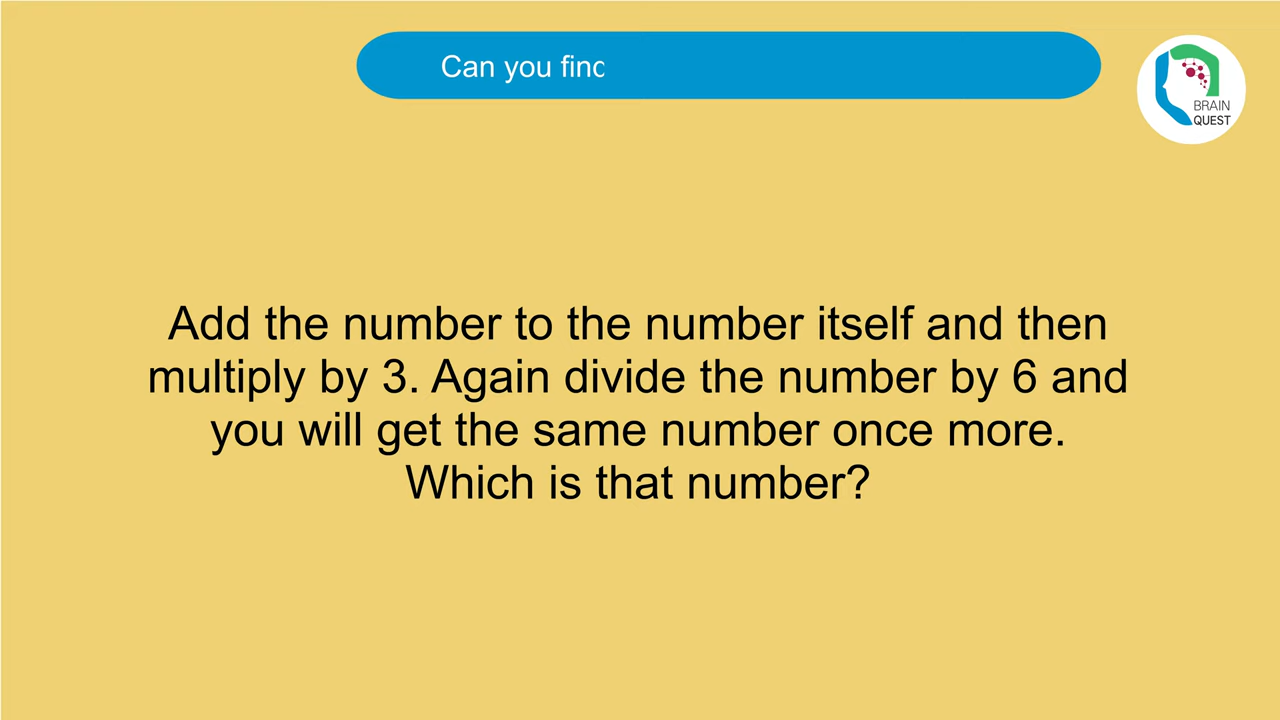 Can you find
BRAIN
QUEST
Add the number to the number itself and then
multiply by 3. Again divide the number by 6 and
you will get the same number once more.
Which is that number?